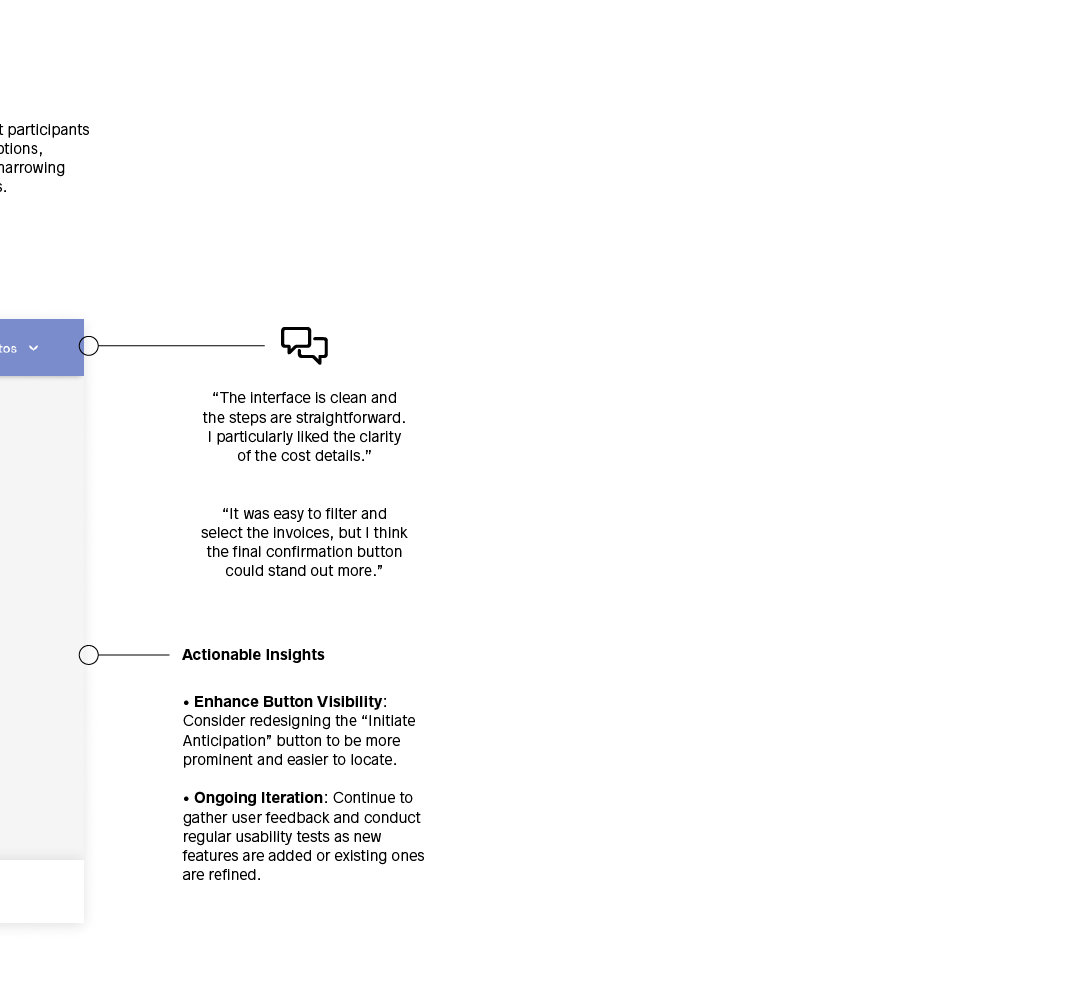 participants
narrowing
“The interface is clean and
the steps are straightforward.
I particularly liked the clarity
of the cost details.”
“It was easy to filter and
select the invoices, but I think
the final confirmation button
could stand out more.”
Actionable Insights
• Enhance Button Visibility:
Consider redesigning the “Initiate
Anticipation” button to be more
prominent and easier to locate.
• Ongoing Iteration: Continue to
gather user feedback and conduct
regular usability tests as new
features are added or existing ones
are refined.